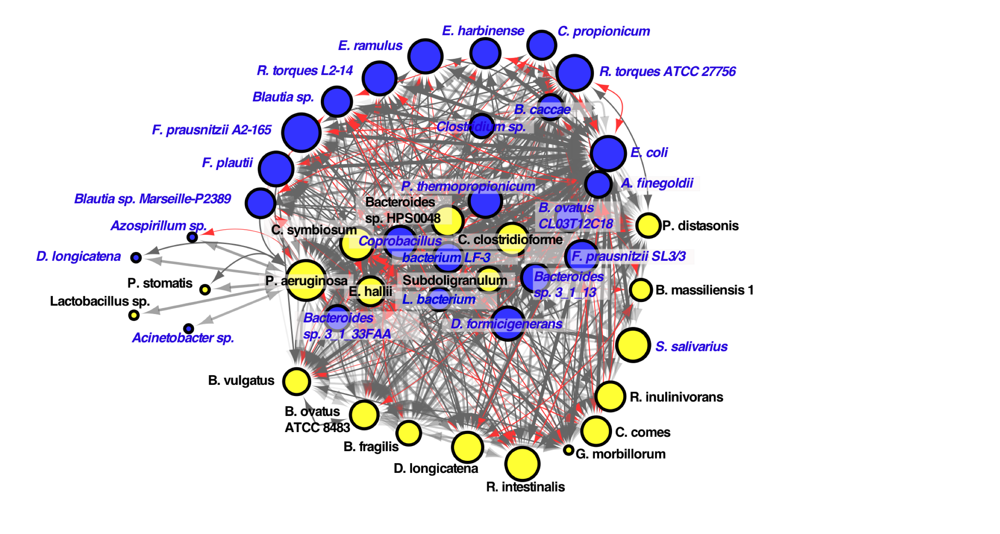 E. harbinense
C. propionicum
E. ramulus
R. torques L2-14
R. torques ATCC 27756
Blautia sp.
B. caccae
Clostridium sp.
F. prausnitzii A2-165
E. coli
F. plautii
A. finegoldii
P. thermopropionicum
Blautia sp. Marseille-P2389
Bacteroides
sp. HPS0048
B. ovatus
CL03T12C18
Azospirillum sp.
C. symbiosum
P. distasonis
Coprobacillus
C. clostridioforme
D. longicatena
bacterium LF-3
F. prausnitzii SL3/3
P. stomatis
P. aeruginosa
Subdoligranulum
Bacteroides
sp. 3_1_13
B. massiliensis 1
E. hallii
Lactobacillus sp.
L. bacterium
Bacteroides
sp. 3_1_33FAA
D. formicigenerans
Acinetobacter sp.
S. salivarius
B. vulgatus
R. inulinivorans
B. ovatus
ATCC 8483
C. comes
B. fragilis
G. morbillorum
D. longicatena
R. intestinalis